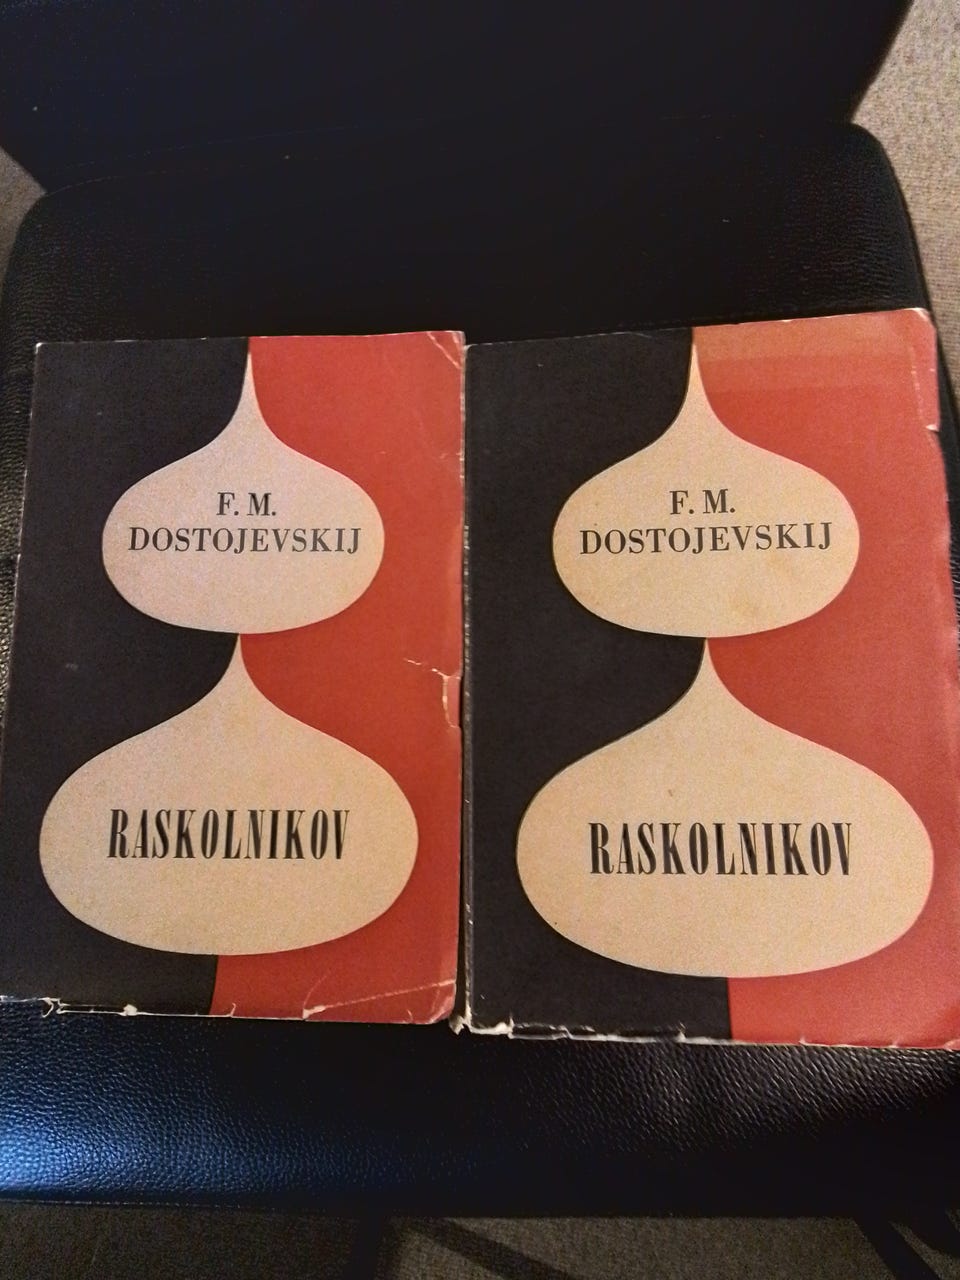 F. M.
DOSTOJEVSKIJ
RASKOLNIKOV
F. M.
DOSTOJEVSKIJ
RASKOLNIKOV